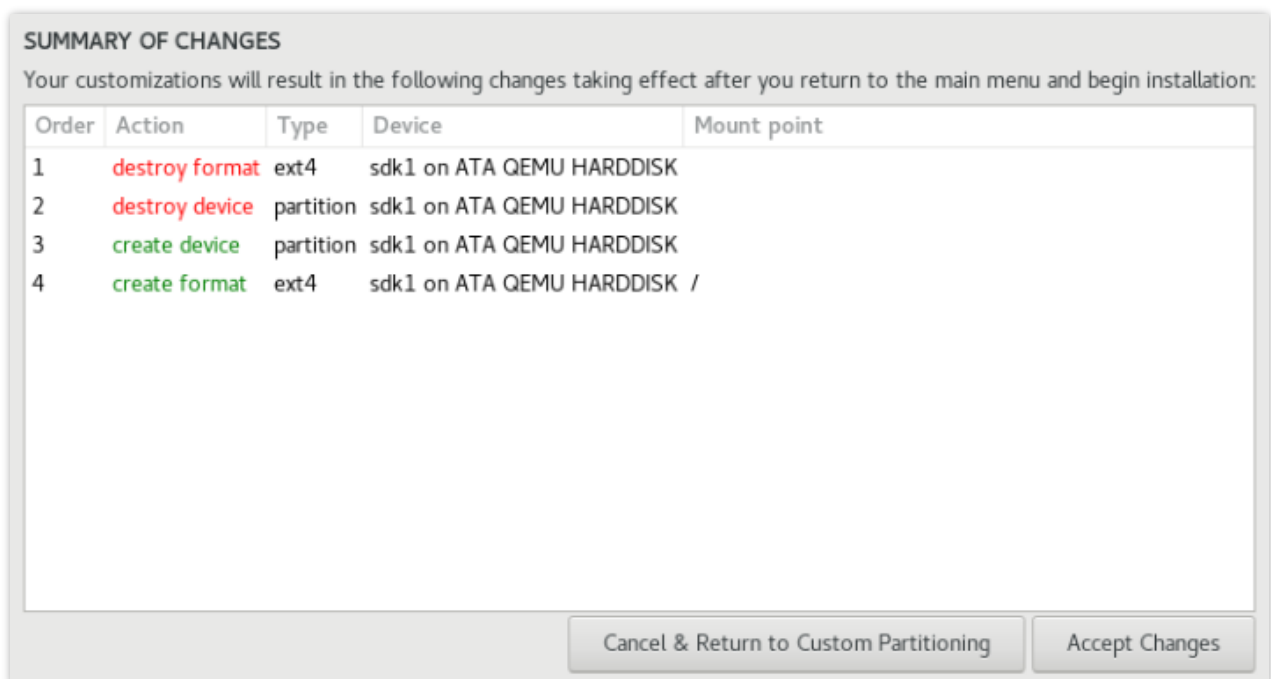 SUMMARY OF CHANGES
Your customizations will result in the following changes taking effect after you return to the main menu and begin installation:
Order Action Type Device Mount point
1 destroy format ext4 sdk1 on ATA QEMU HARDDISK
2 destroy device partition sdk1 on ATA QEMU HARDDISK
3 create device partition sdk1 on ATA QEMU HARDDISK
4 create format ext4 sdk1 on ATA QEMU HARDDISK /
Cancel & Return to Custom Partitioning Accept Changes